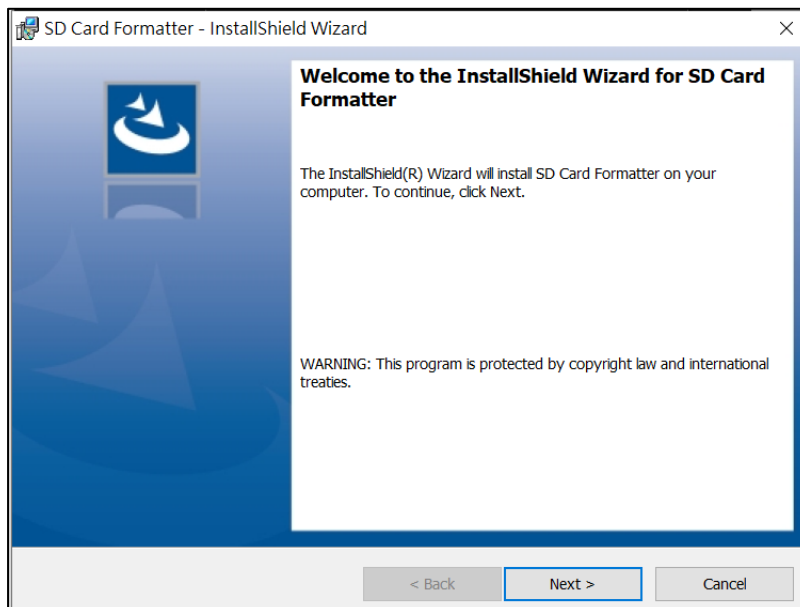 SD Card Formatter - InstallShield Wizard
Welcome to the InstallShield Wizard for SD Card
Formatter
The InstallShield(R) Wizard will install SD Card Formatter on your
computer. To continue, click Next.
WARNING: This program is protected by copyright law and international
treaties.
< Back
Next >
Cancel